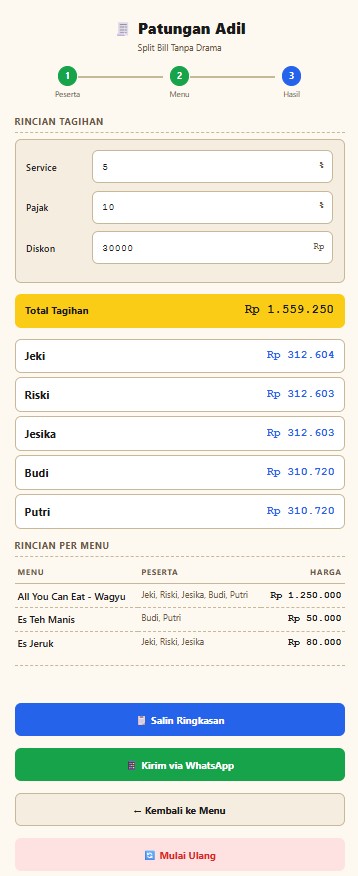 Patungan Adil
Split Bill Tanpa Drama
1 2 3
Peserta Menu Hasil
RINCIAN TAGIHAN
Service 5 %
Pajak 10 %
Diskon 30000 Rp
Total Tagihan Rp 1.559.250
Jeki Rp 312.604
Riski Rp 312.603
Jesika Rp 312.603
Budi Rp 310.720
Putri Rp 310.720
RINCIAN PER MENU
MENU PESERTA HARGA
All You Can Eat - Wagyu Jeki, Riski, Jesika, Budi, Putri Rp 1.250.000
Es Teh Manis Budi, Putri Rp 50.000
Es Jeruk Jeki, Riski, Jesika Rp 80.000
Salin Ringkasan
Kirim via WhatsApp
← Kembali ke Menu
Mulai Ulang